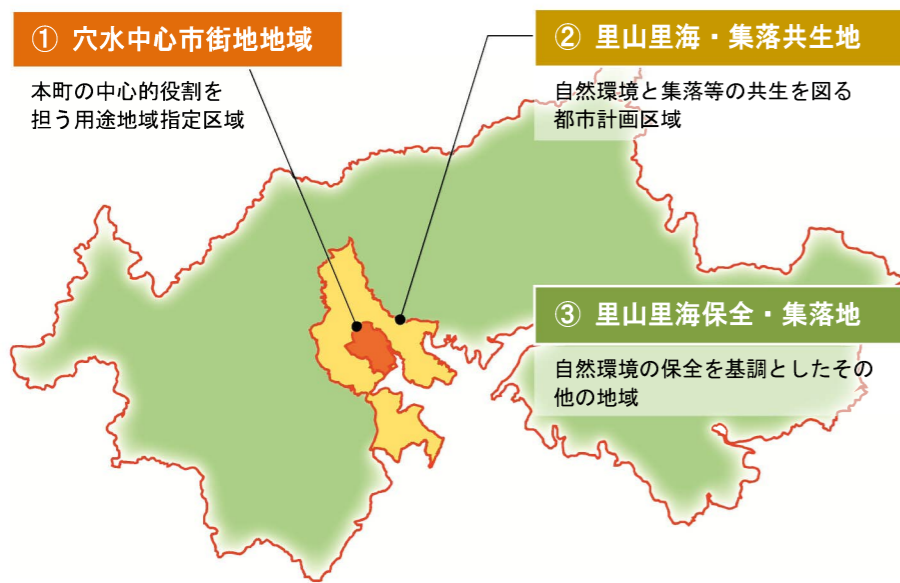 ① 穴水中心市街地地域
本町の中心的役割を
担う用途地域指定区域
② 里山里海・集落共生地
自然環境と集落等の共生を図る
都市計画区域
③ 里山里海保全・集落地
自然環境の保全を基調としたその
他の地域